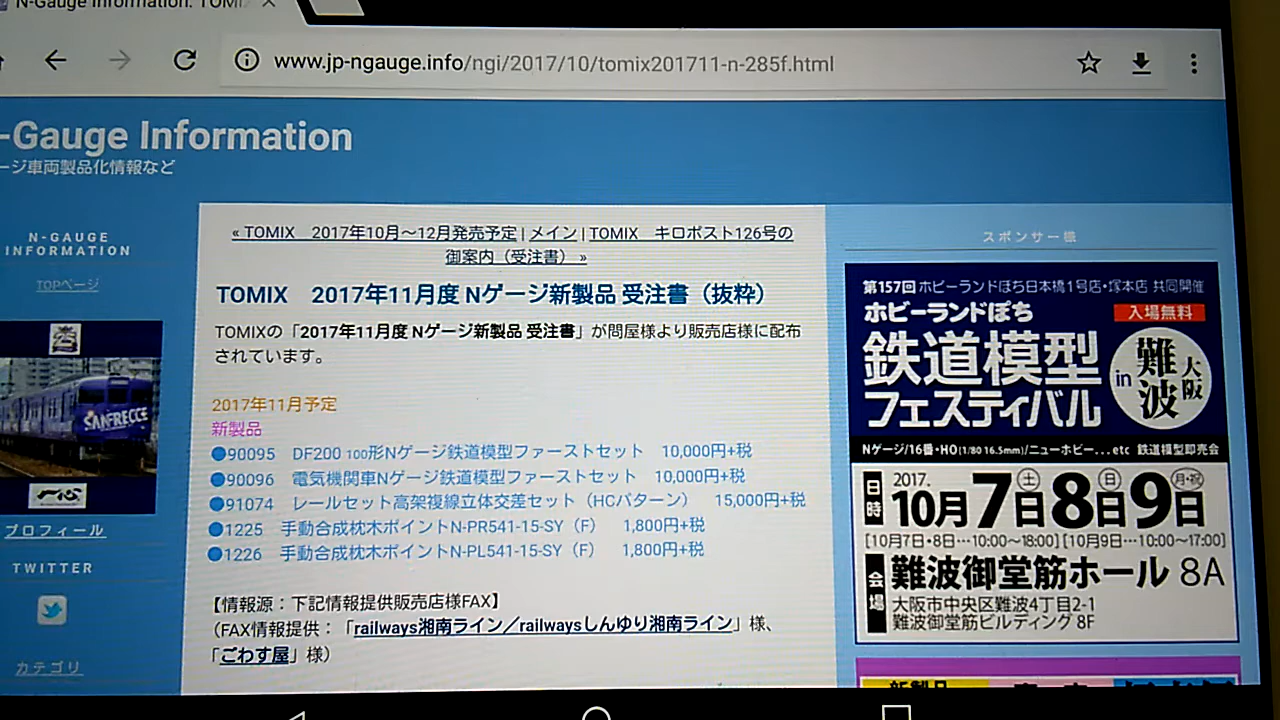 N-Gauge Information: TOMI
www.jp-ngauge.info/ngi/2017/10/tomix201711-n-285f.html
-Gauge Information
ージ車両製品化情報など
N-GAUGE
INFORMATION
TOPページ
SANFRECCE
一心
プロフィール
TWITTER
カテゴリ
« TOMIX 2017年10月~12月発売予定 | メイン | TOMIX キロポスト126号の
御案内(受注書) »
TOMIX 2017年11月度 Nゲージ新製品 受注書(抜粋)
TOMIXの「2017年11月度 Nゲージ新製品 受注書」が問屋様より販売店様に配布
されています。
2017年11月予定
新製品
●90095 DF200 100形Nゲージ鉄道模型ファーストセット 10,000円+税
●90096 電気機関車Nゲージ鉄道模型ファーストセット 10,000円+税
●91074 レールセット高架複線立体交差セット(HCパターン) 15,000円+税
●1225 手動合成枕木ポイントN-PR541-15-SY(F) 1,800円+税
●1226 手動合成枕木ポイントN-PL541-15-SY(F) 1,800円+税
【情報源:下記情報提供販売店様FAX】
(FAX情報提供:「railways湘南ライン/railwaysしんゆり湘南ライン」様、
「ごわす屋」様)
スポンサー様
第157回 ホビーランドぽち日本橋1号店・塚本店 共同開催
ホビーランドぽち
入場無料
鉄道模型
フェスティバル
in 難波 大阪
Nゲージ/16番・HO(1/80 16.5mm)/ニューホビー...etc 鉄道模型即売会
日時 2017. 10月7日(土)8日(日)9日(月・祝)
[10月7日・8日…10:00~18:00] [10月9日…10:00~17:00]
会場 難波御堂筋ホール 8A
大阪市中央区難波4丁目2-1
難波御堂筋ビルディング 8F